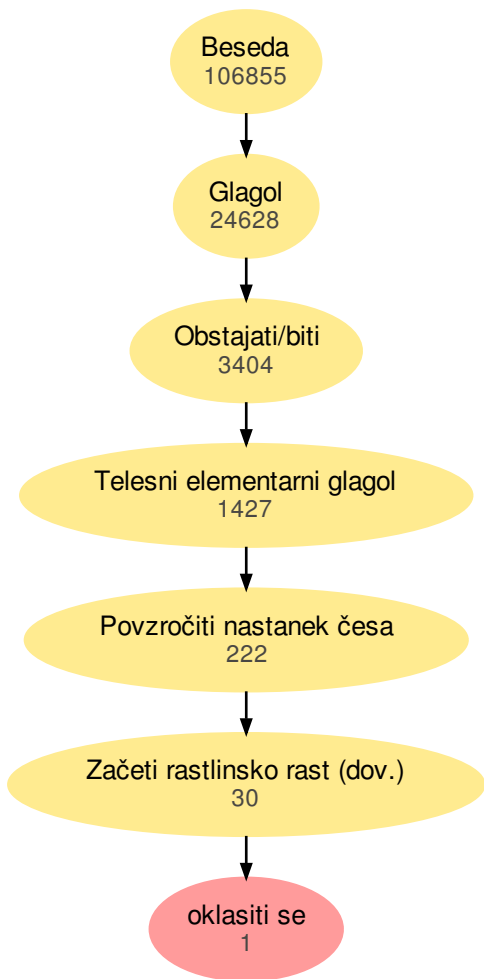 Beseda
106855
Glagol
24628
Obstajati/biti
3404
Telesni elementarni glagol
1427
Povzročiti nastanek česa
222
Začeti rastlinsko rast (dov.)
30
oklasiti se
1